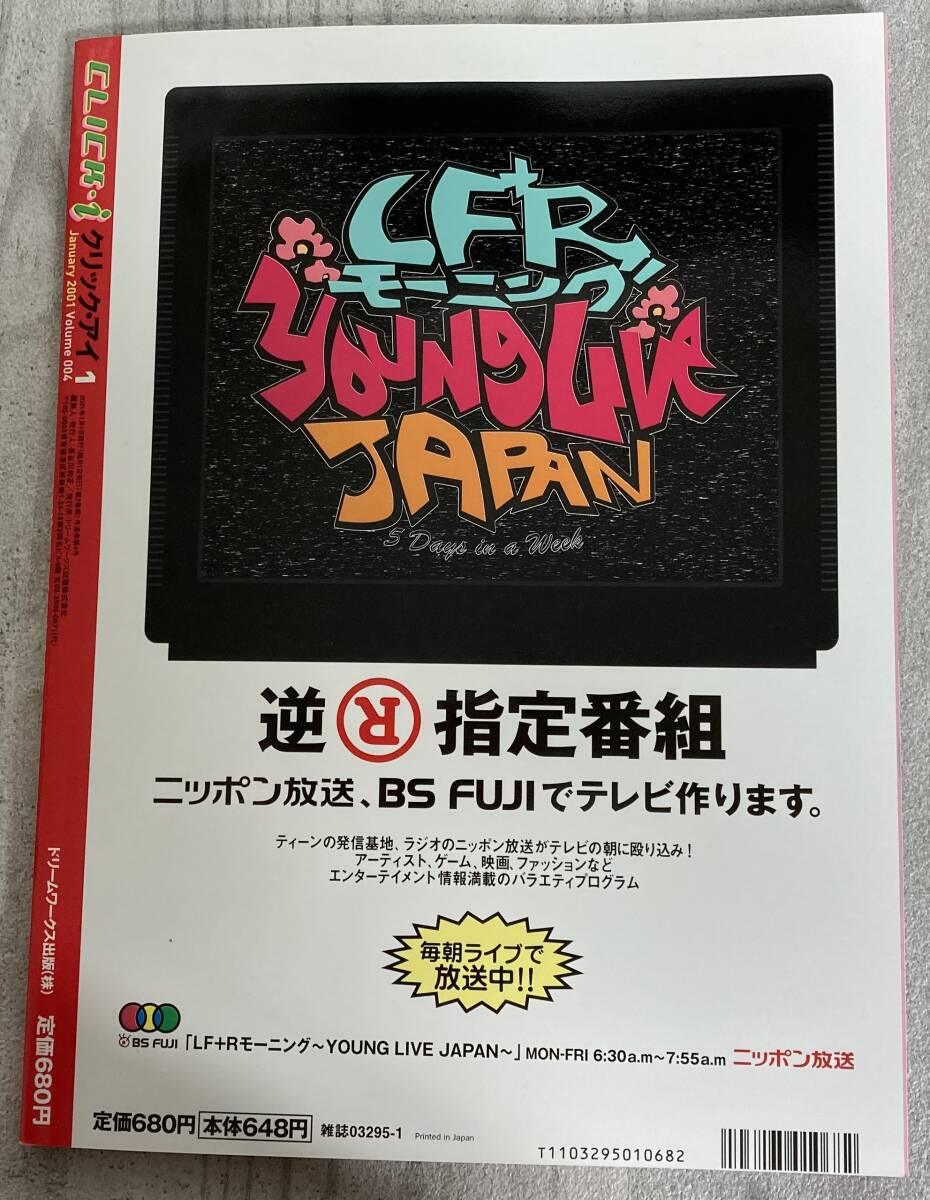 CLICK・i クリック・アイ 1
January 2001 Volume 004
ドリームワークス出版(株) 定価680円
LF+R
モーニング
YOUNG LIVE
JAPAN
5 Days in a Week
逆 R 指定番組
ニッポン放送、BS FUJIでテレビ作ります。
ティーンの発信基地、ラジオのニッポン放送がテレビの朝に殴り込み!
アーティスト、ゲーム、映画、ファッションなど
エンターテイメント情報満載のバラエティプログラム
毎朝ライブで
放送中!!
BS FUJI 「LF+Rモーニング〜YOUNG LIVE JAPAN〜」 MON-FRI 6:30a.m〜7:55a.m ニッポン放送
定価680円 本体648円 雑誌03295-1 Printed in Japan
T1103295010682